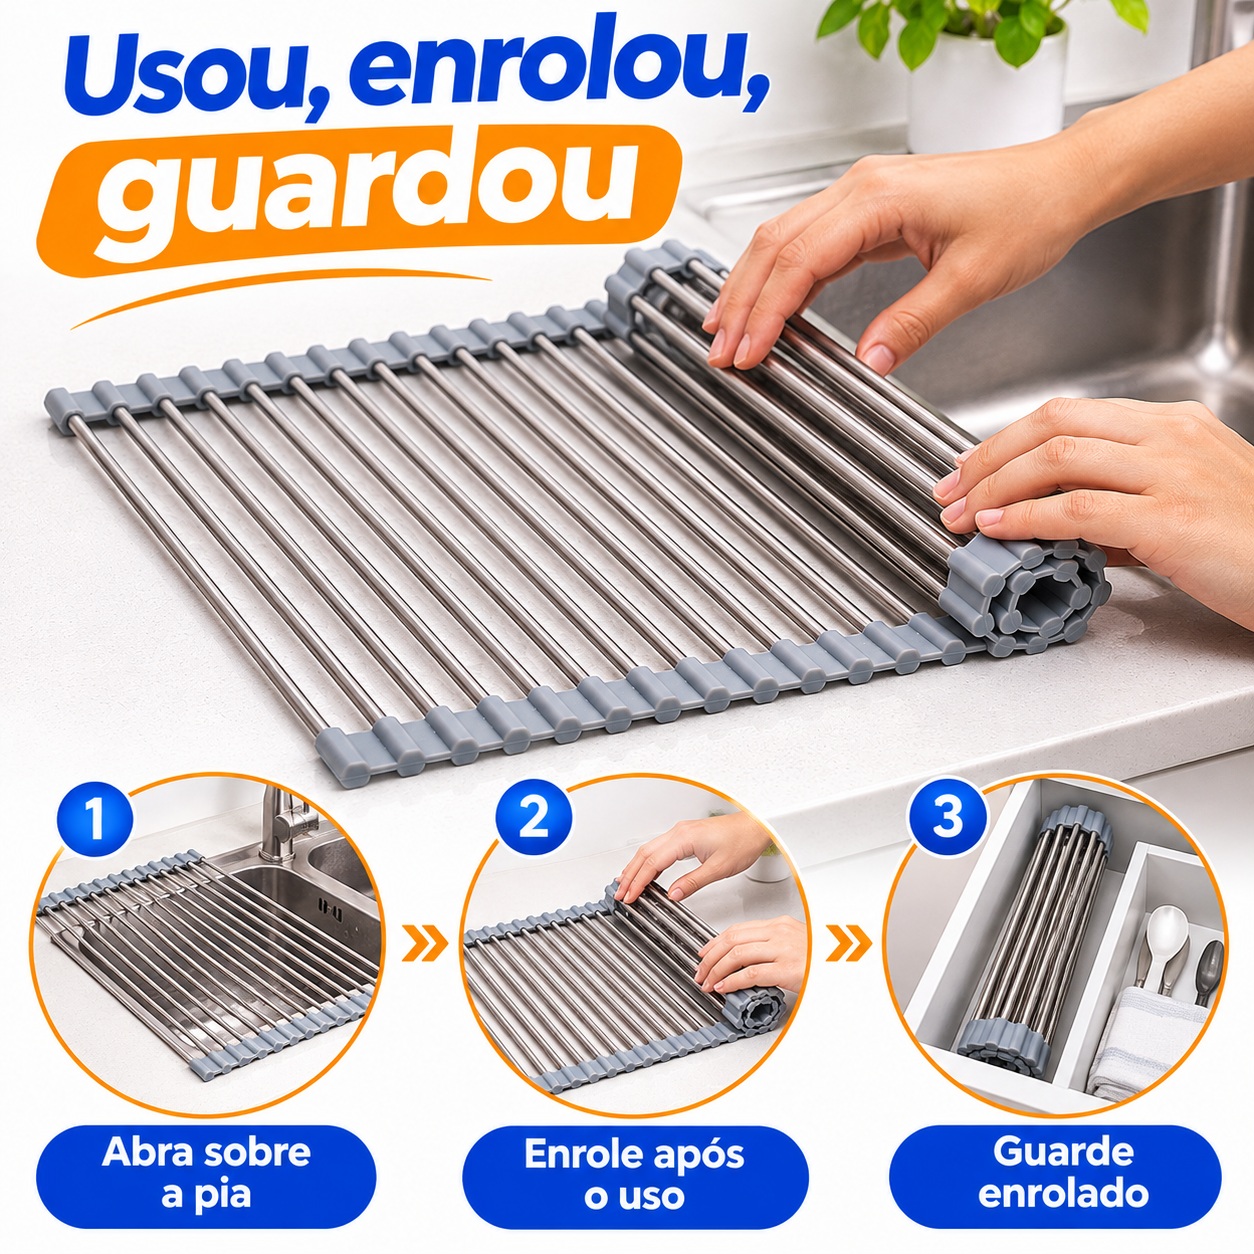 Usou, enrolou,
guardou
1
2
3
Abra sobre
a pia
Enrole após
o uso
Guarde
enrolado